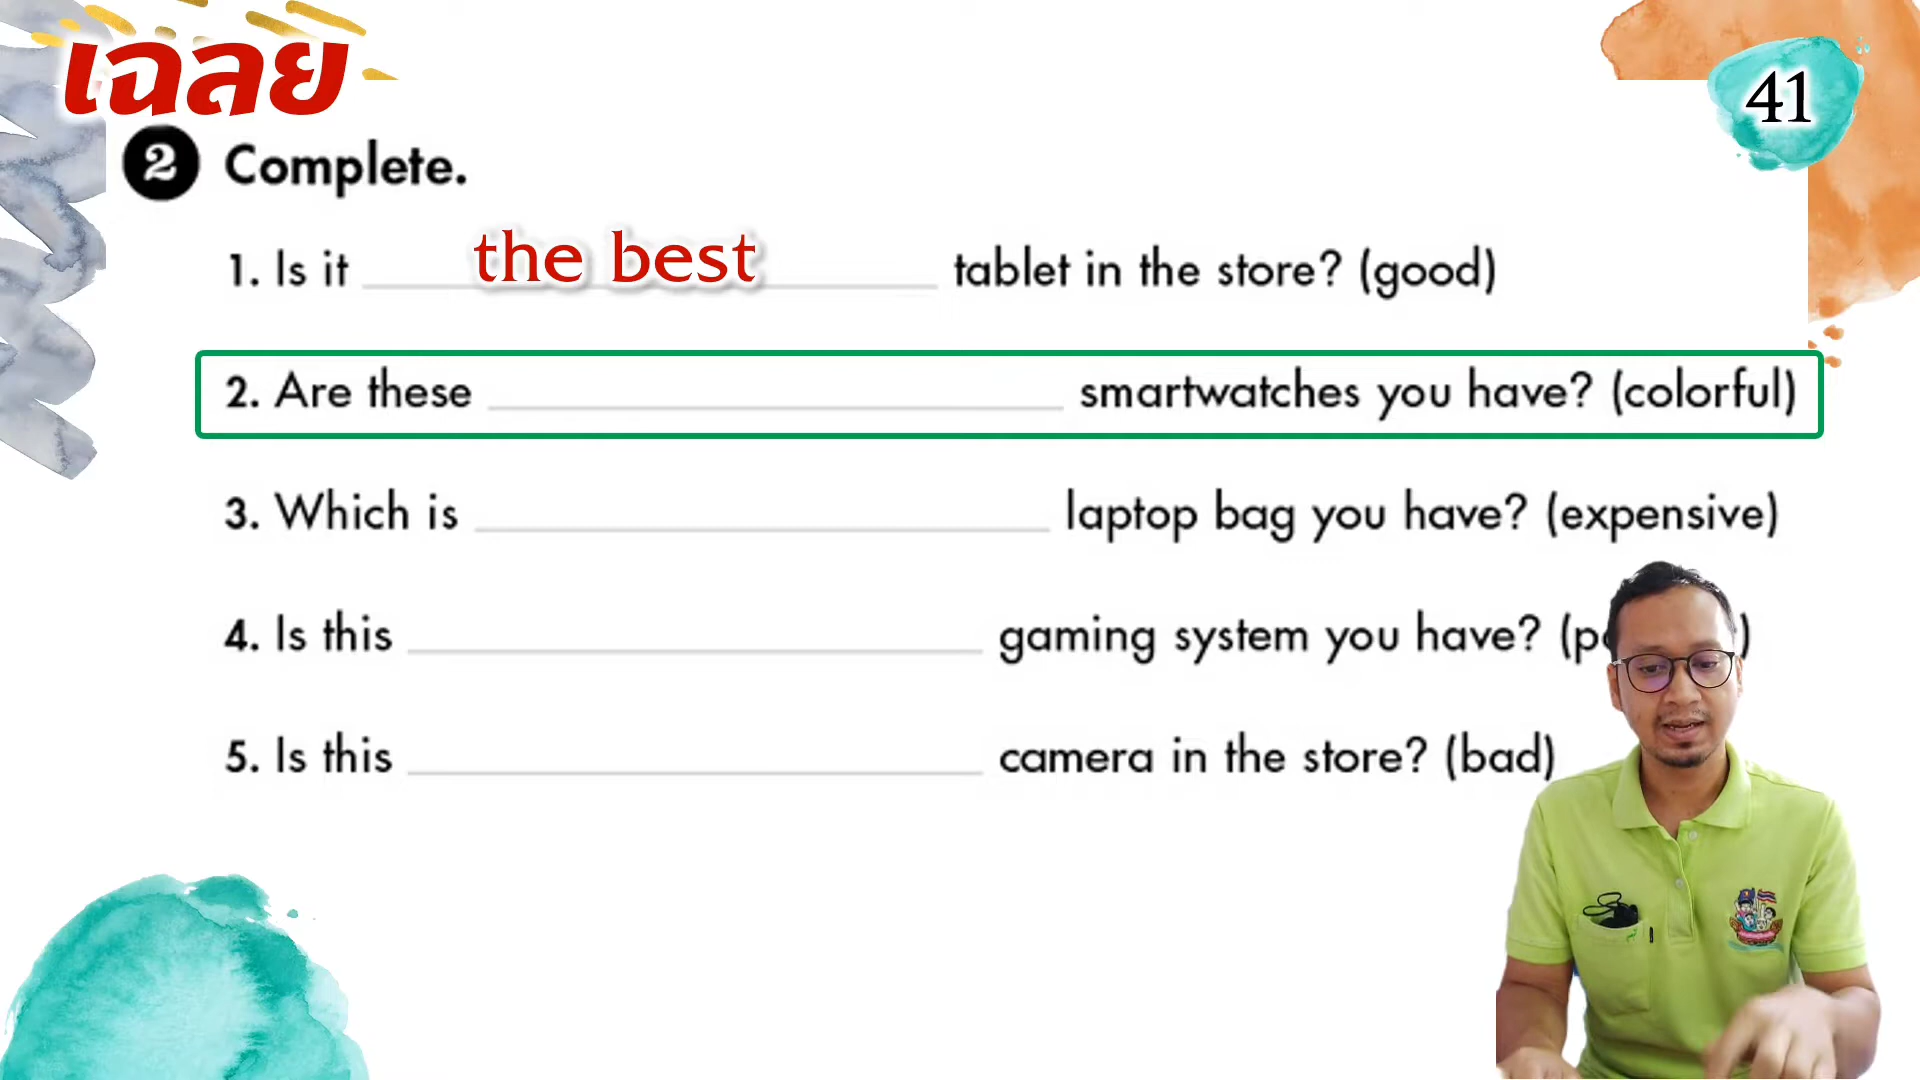 เฉลย
41
2 Complete.
1. Is it the best tablet in the store? (good)
2. Are these smartwatches you have? (colorful)
3. Which is laptop bag you have? (expensive)
4. Is this gaming system you have?
5. Is this camera in the store? (bad)